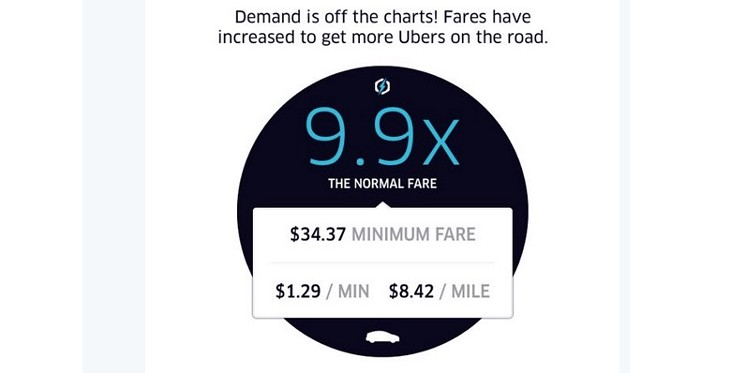 Demand is off the charts! Fares have
increased to get more Ubers on the road.
9.9x
THE NORMAL FARE
$34.37 MINIMUM FARE
$1.29 / MIN $8.42 / MILE